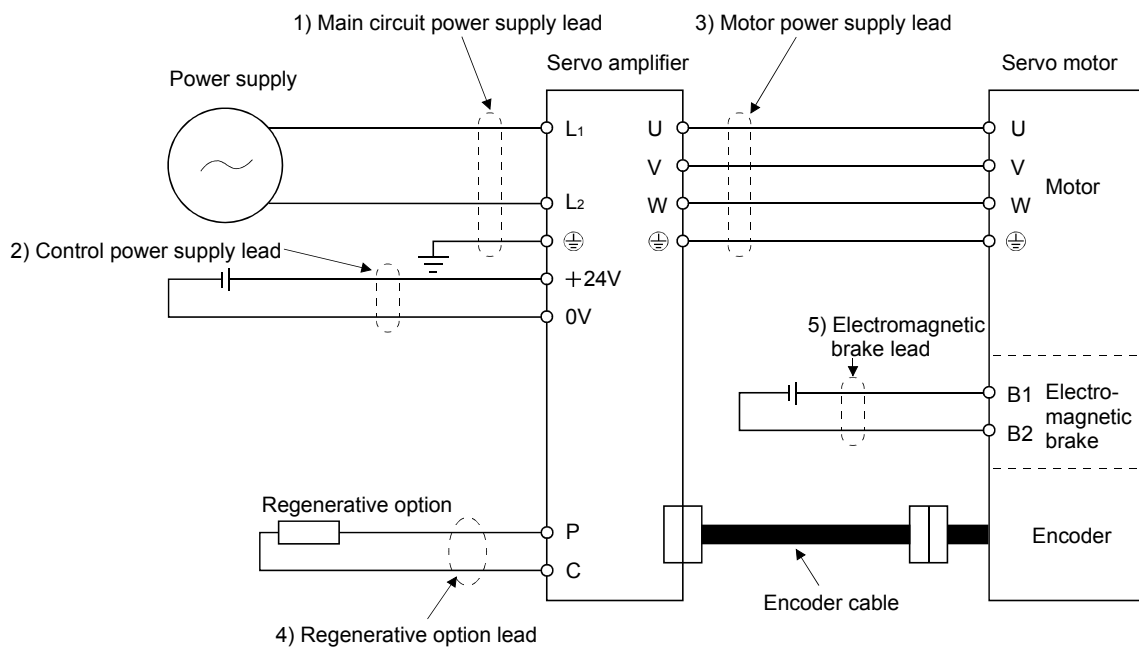 1) Main circuit power supply lead
3) Motor power supply lead
Power supply
Servo amplifier
Servo motor
L1
U
U
V
V
Motor
L2
W
W
2) Control power supply lead
+24V
0V
5) Electromagnetic
brake lead
B1
B2
Electro-
magnetic
brake
Regenerative option
P
C
Encoder
Encoder cable
4) Regenerative option lead